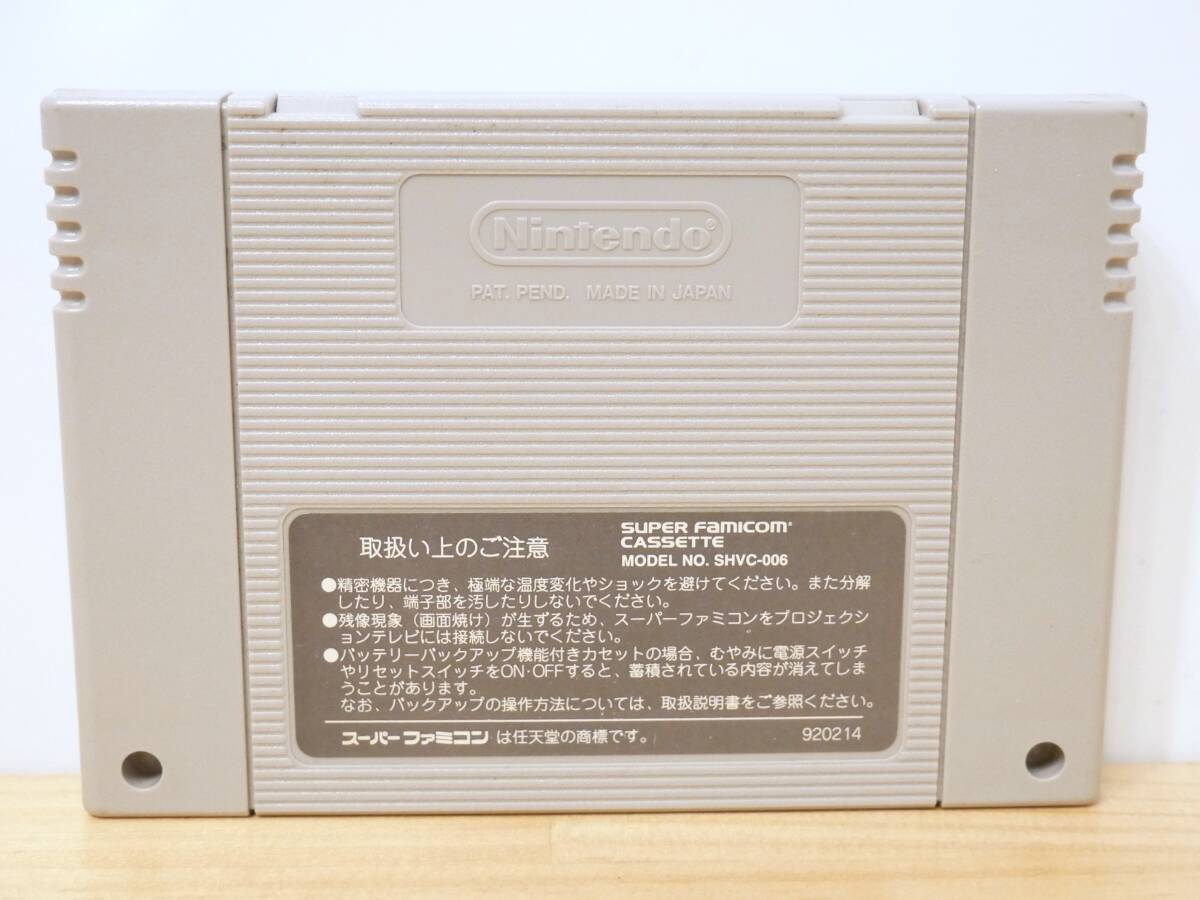 Nintendo®
PAT. PEND. MADE IN JAPAN
取扱い上のご注意
SUPER FAMICOM
CASSETTE
MODEL NO. SHVC-006
●精密機器につき、極端な温度変化やショックを避けてください。また分解
したり、端子部を汚したりしないでください。
●残像現象（画面焼け）が生ずるため、スーパーファミコンをプロジェクシ
ョンテレビには接続しないでください。
●バッテリーバックアップ機能付きカセットの場合、むやみに電源スイッチ
やリセットスイッチをON·OFFすると、蓄積されている内容が消えてしま
うことがあります。
なお、バックアップの操作方法については、取扱説明書をご参照ください。
スーパーファミコンは任天堂の商標です。 920214